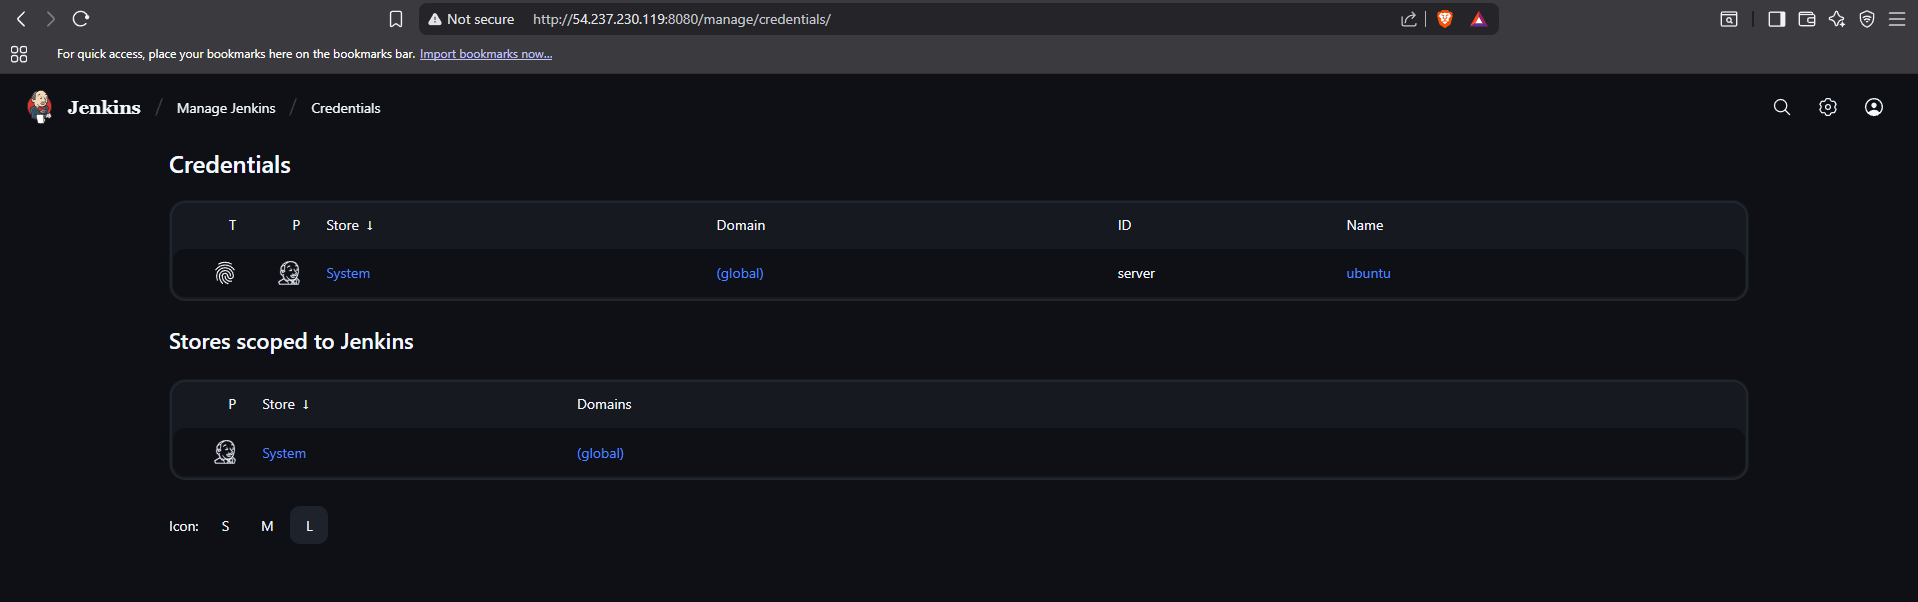 Not secure http://54.237.230.119:8080/manage/credentials/
For quick access, place your bookmarks here on the bookmarks bar. Import bookmarks now...
Jenkins / Manage Jenkins / Credentials
Credentials
T P Store ↓ Domain ID Name
System (global) server ubuntu
Stores scoped to Jenkins
P Store ↓ Domains
System (global)
Icon: S M L